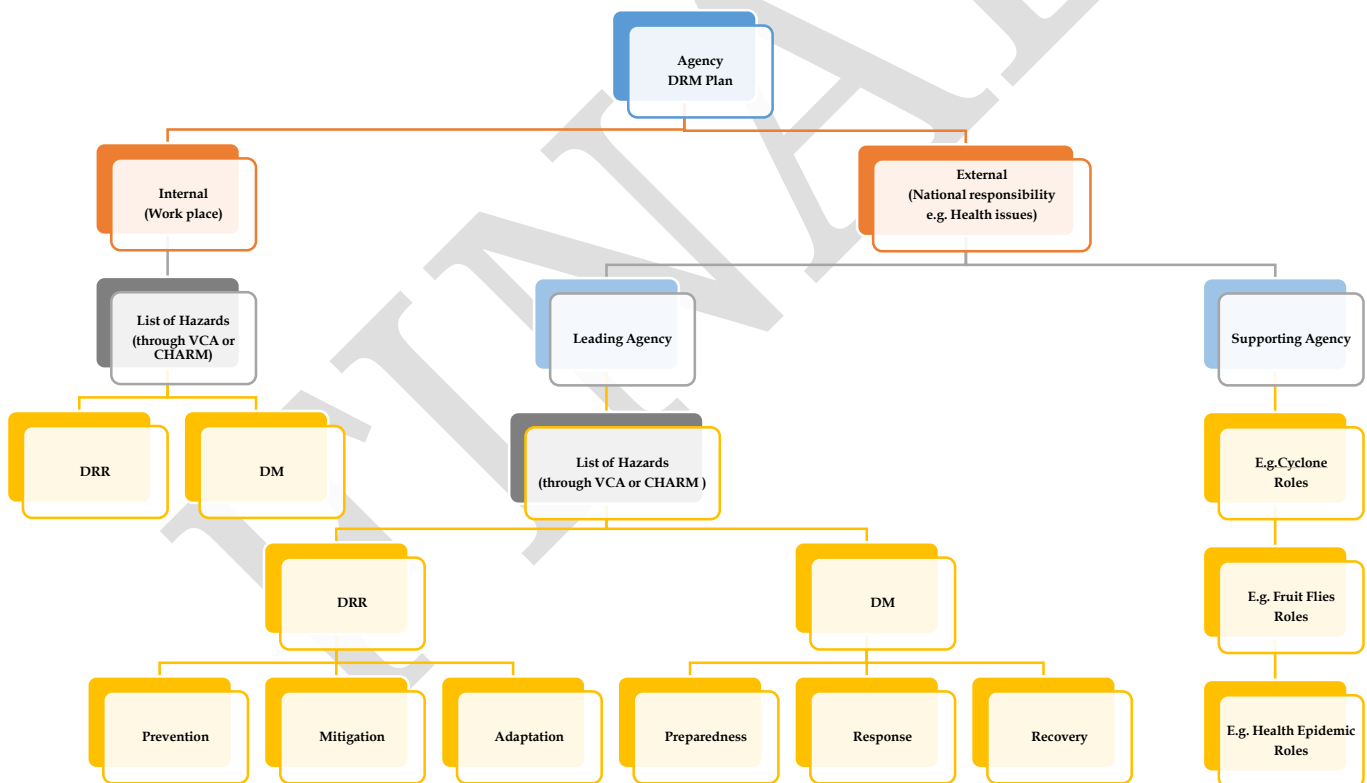 Agency
DRM Plan
Internal
(Work place)
External
(National responsibility
e.g. Health issues)
List of Hazards
(through VCA or
CHARM)
Leading Agency
Supporting Agency
DRR
DM
List of Hazards
(through VCA or CHARM )
E.g.Cyclone
Roles
DRR
DM
E.g. Fruit Flies
Roles
Prevention
Mitigation
Adaptation
Preparedness
Response
Recovery
E.g. Health Epidemic
Roles
FINAL